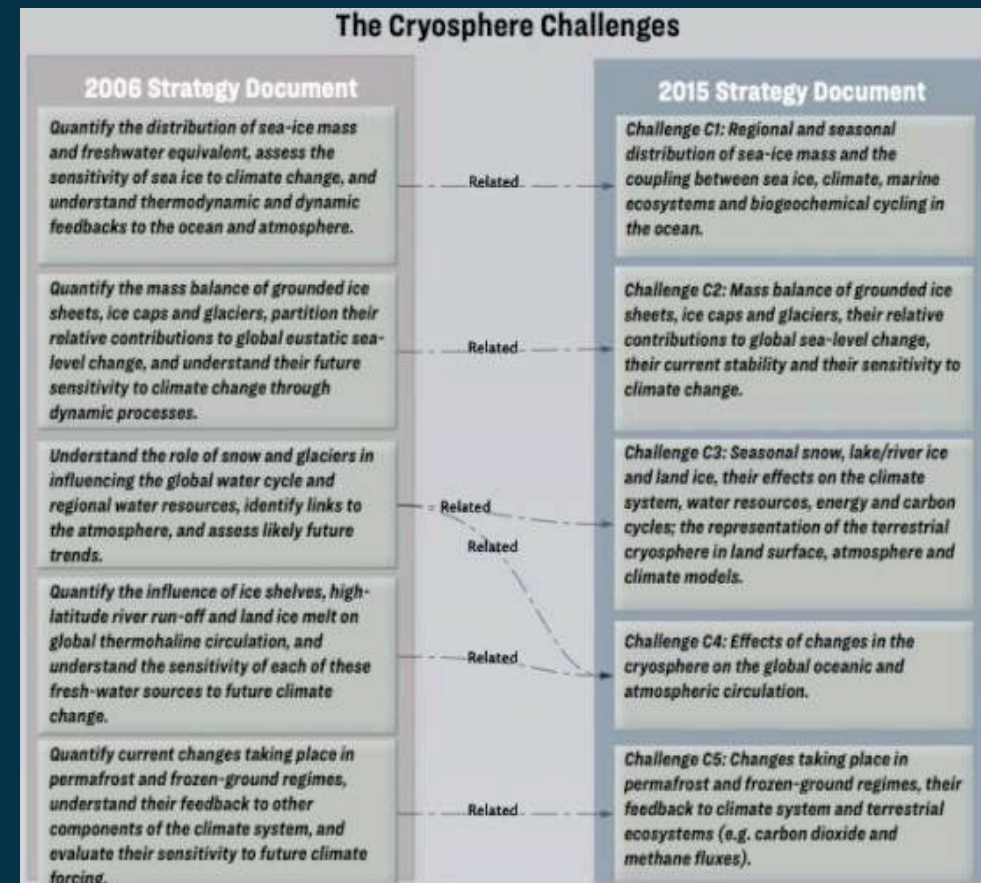 The Cryosphere Challenges
2006 Strategy Document
Quantify the distribution of sea-ice mass
and freshwater equivalent, assess the
sensitivity of sea ice to climate change, and
understand thermodynamic and dynamic
feedbacks to the ocean and atmosphere.
Quantify the mass balance of grounded ice
sheets, ice caps and glaciers, partition their
relative contributions to global eustatic sea-
level change, and understand their future
sensitivity to climate change through
dynamic processes.
Understand the role of snow and glaciers in
influencing the global water cycle and
regional water resources, identify links to
the atmosphere, and assess likely future
trends.
Quantify the influence of ice shelves, high-
latitude river run-off and land ice melt on
global thermohaline circulation, and
understand the sensitivity of each of these
fresh-water sources to future climate
change.
Quantify current changes taking place in
permafrost and frozen-ground regimes,
understand their feedback to other
components of the climate system, and
evaluate their sensitivity to future climate
forcing.
Related
Related
Related
Related
Related
Related
2015 Strategy Document
Challenge C1: Regional and seasonal
distribution of sea-ice mass and the
coupling between sea ice, climate, marine
ecosystems and biogeochemical cycling in
the ocean.
Challenge C2: Mass balance of grounded ice
sheets, ice caps and glaciers, their relative
contributions to global sea-level change,
their current stability and their sensitivity to
climate change.
Challenge C3: Seasonal snow, lake/river ice
and land ice, their effects on the climate
system, water resources, energy and carbon
cycles; the representation of the terrestrial
cryosphere in land surface, atmosphere and
climate models.
Challenge C4: Effects of changes in the
cryosphere on the global oceanic and
atmospheric circulation.
Challenge C5: Changes taking place in
permafrost and frozen-ground regimes, their
feedback to climate system and terrestrial
ecosystems (e.g. carbon dioxide and
methane fluxes).